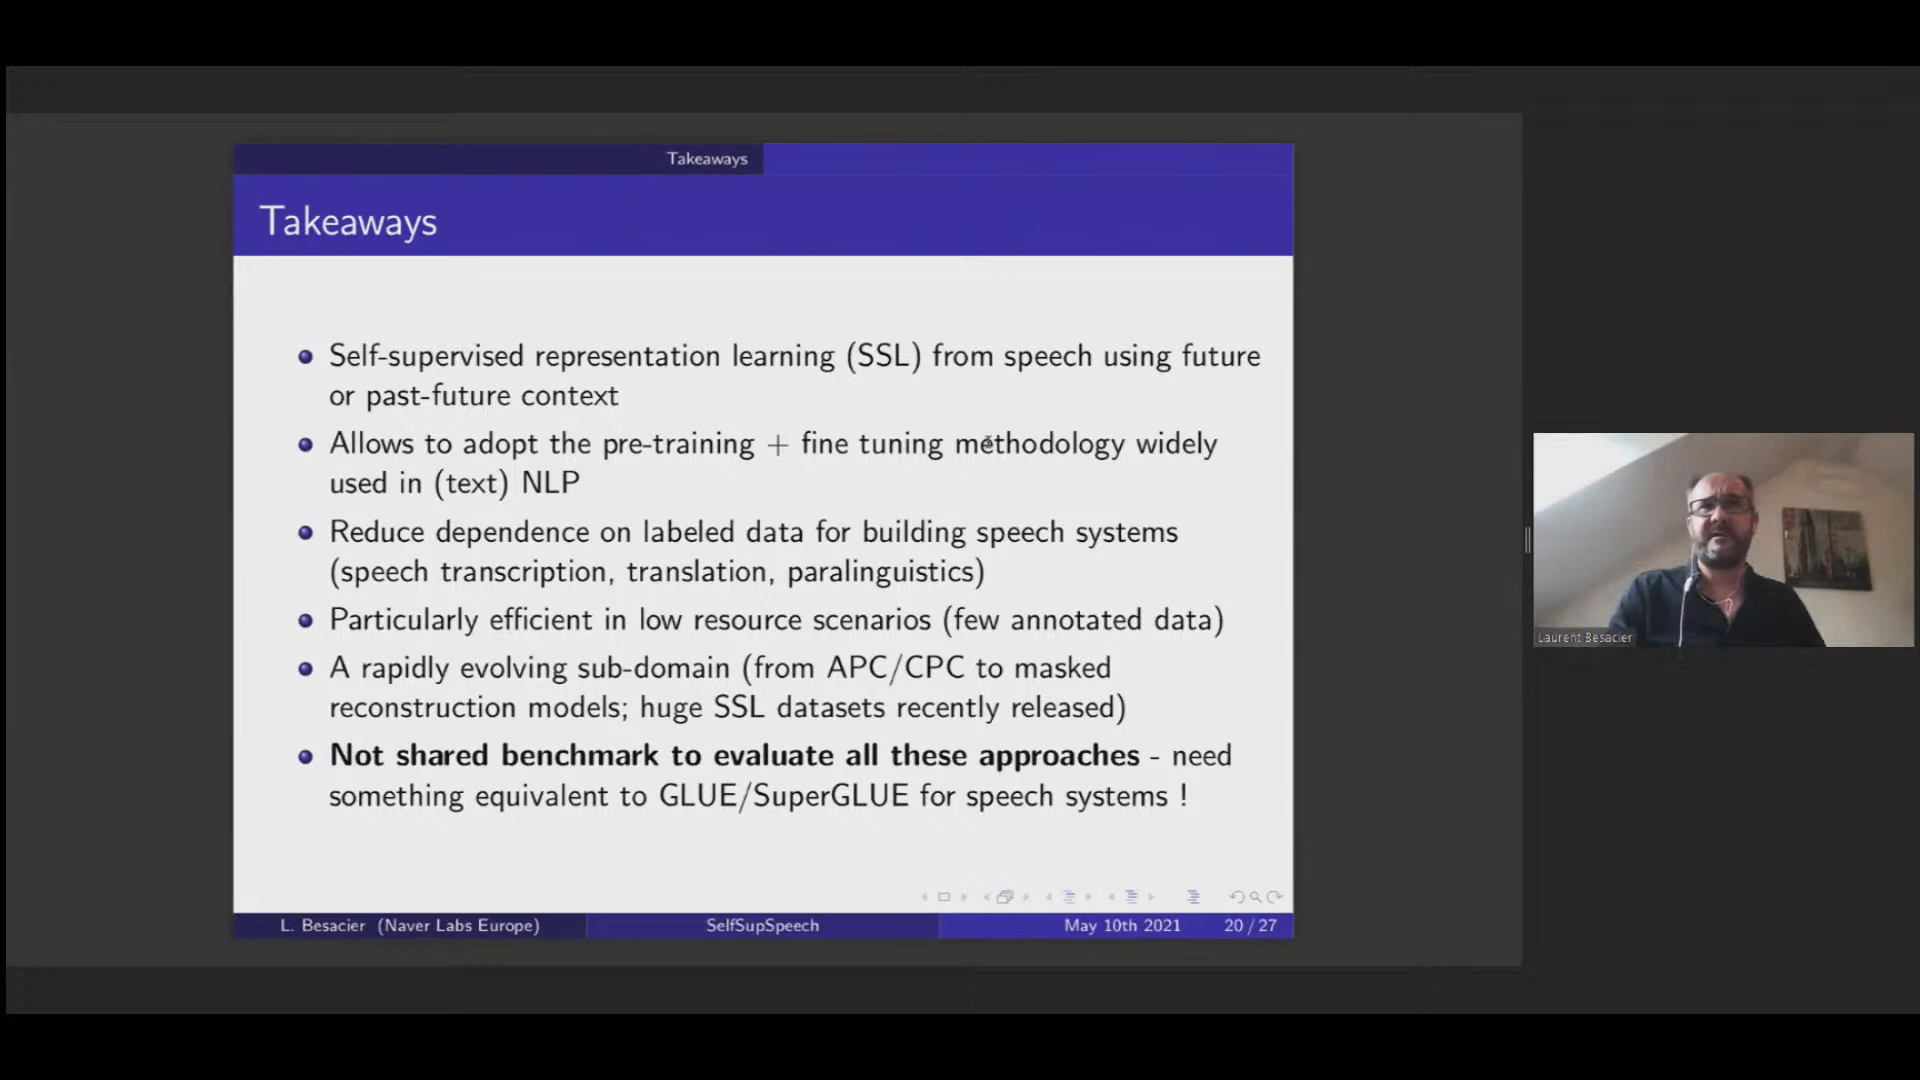 Takeaways
Takeaways
Self-supervised representation learning (SSL) from speech using future
or past-future context
Allows to adopt the pre-training + fine tuning methodology widely
used in (text) NLP
Reduce dependence on labeled data for building speech systems
(speech transcription, translation, paralinguistics)
Particularly efficient in low resource scenarios (few annotated data)
A rapidly evolving sub-domain (from APC/CPC to masked
reconstruction models; huge SSL datasets recently released)
Not shared benchmark to evaluate all these approaches - need
something equivalent to GLUE/SuperGLUE for speech systems !
L. Besacier (Naver Labs Europe) SelfSupSpeech May 10th 2021 20 / 27
Laurent Besacier